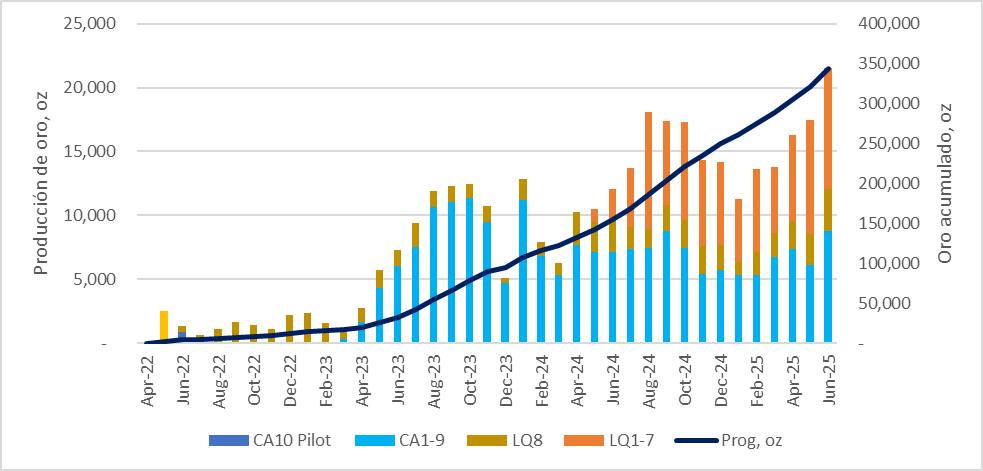 25,000
20,000
15,000
10,000
5,000
-
Producción de oro, oz
400,000
350,000
300,000
250,000
200,000
150,000
100,000
50,000
-
Oro acumulado, oz
Apr-22
Jun-22
Aug-22
Oct-22
Dec-22
Feb-23
Apr-23
Jun-23
Aug-23
Oct-23
Dec-23
Feb-24
Apr-24
Jun-24
Aug-24
Oct-24
Dec-24
Feb-25
Apr-25
Jun-25
CA10 Pilot CA1-9 LQ8 LQ1-7 Prog, oz